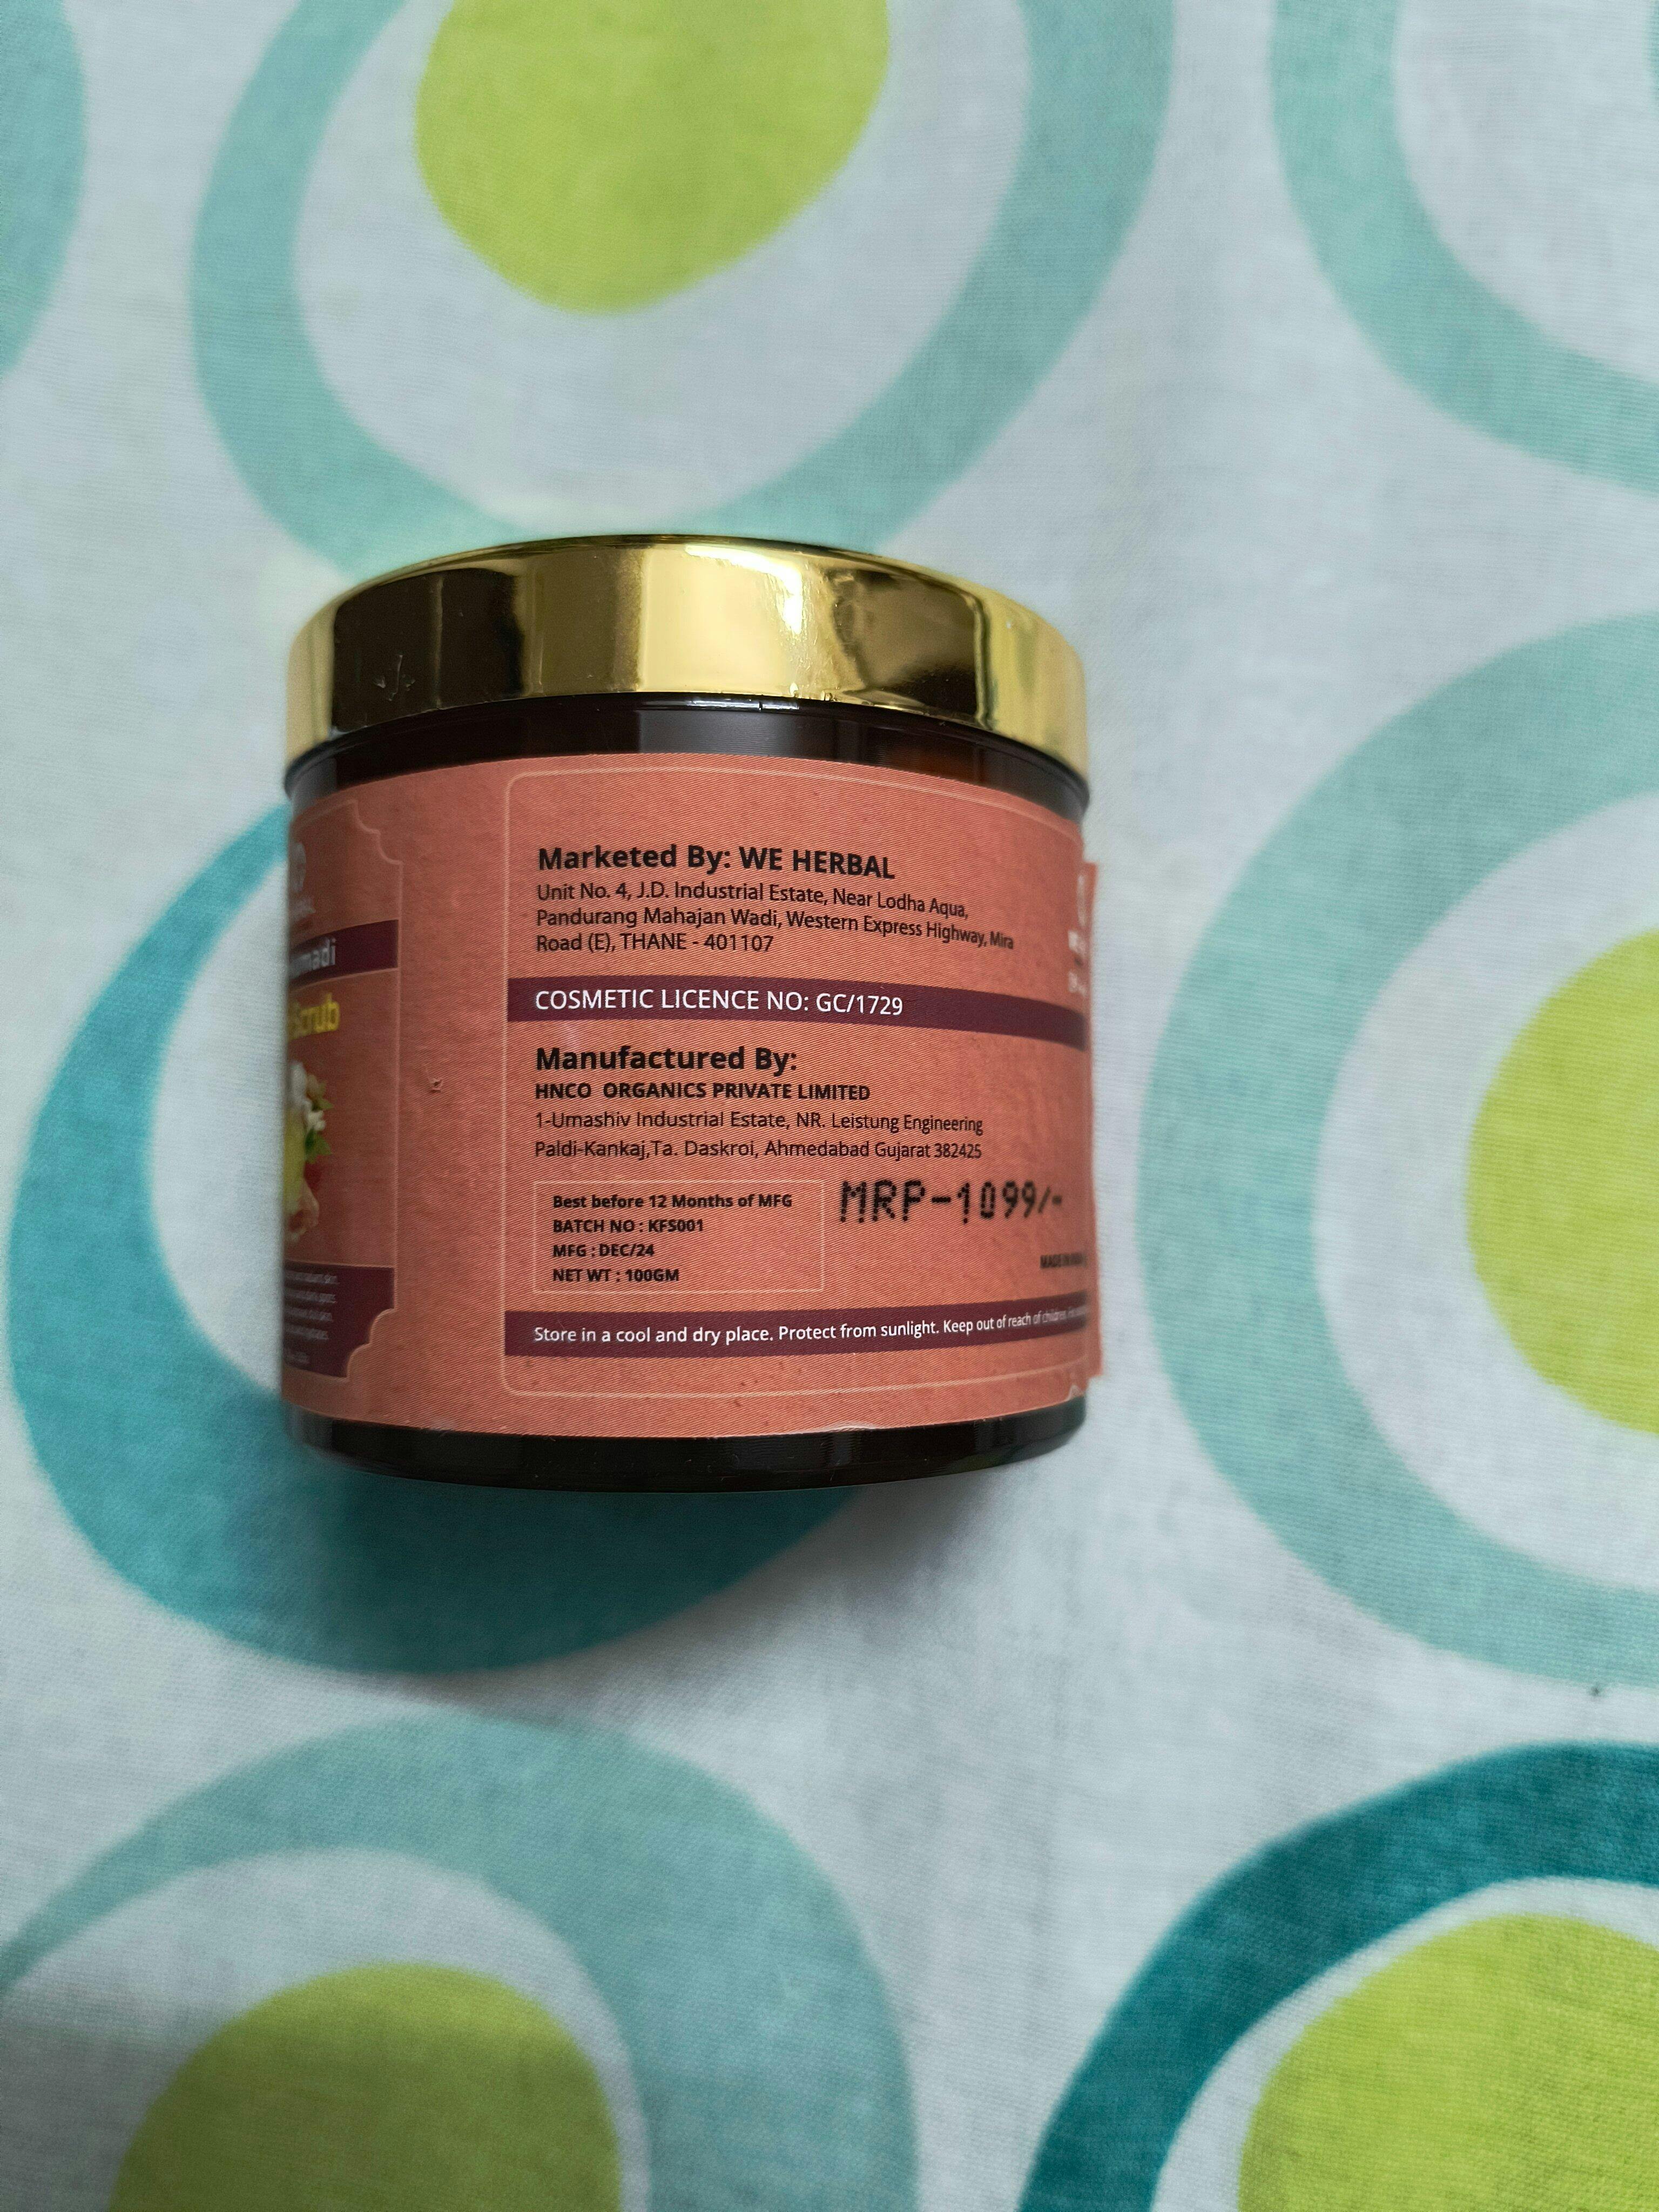 Scrub
Marketed By: WE HERBAL
Unit No. 4, J.D. Industrial Estate, Near Lodha Aqua,
Pandurang Mahajan Wadi, Western Express Highway, Mira
Road (E), THANE - 401107
COSMETIC LICENCE NO: GC/1729
Manufactured By:
HNCO ORGANICS PRIVATE LIMITED
1-Umashiv Industrial Estate, NR. Leistung Engineering
Paldi-Kankaj,Ta. Daskroi, Ahmedabad Gujarat 382425
Best before 12 Months of MFG
BATCH NO : KFS001
MFG : DEC/24
NET WT : 100GM
MRP-1099/-
MADE IN
Store in a cool and dry place. Protect from sunlight. Keep out of reach of children.